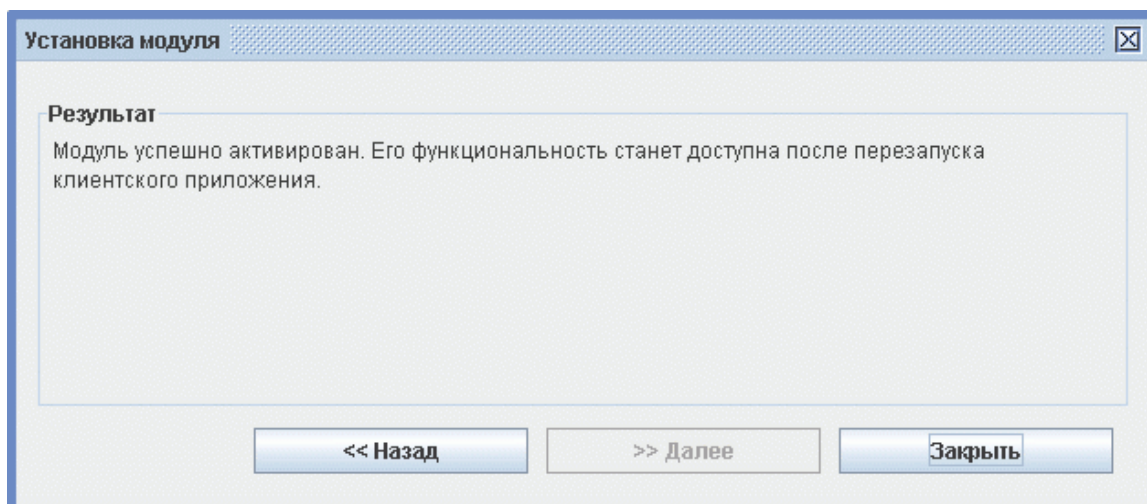 Установка модуля
Результат
Модуль успешно активирован. Его функциональность станет доступна после перезапуска
клиентского приложения.
<< Назад >> Далее Закрыть